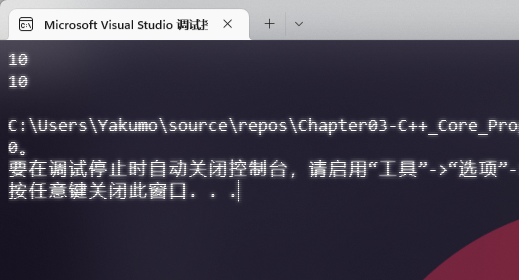 Microsoft Visual Studio 调试
10
10
C:\Users\Yakumo\source\repos\Chapter03-C++_Core_Pro
0。
要在调试停止时自动关闭控制台，请启用“工具”->“选项”-
按任意键关闭此窗口. . .